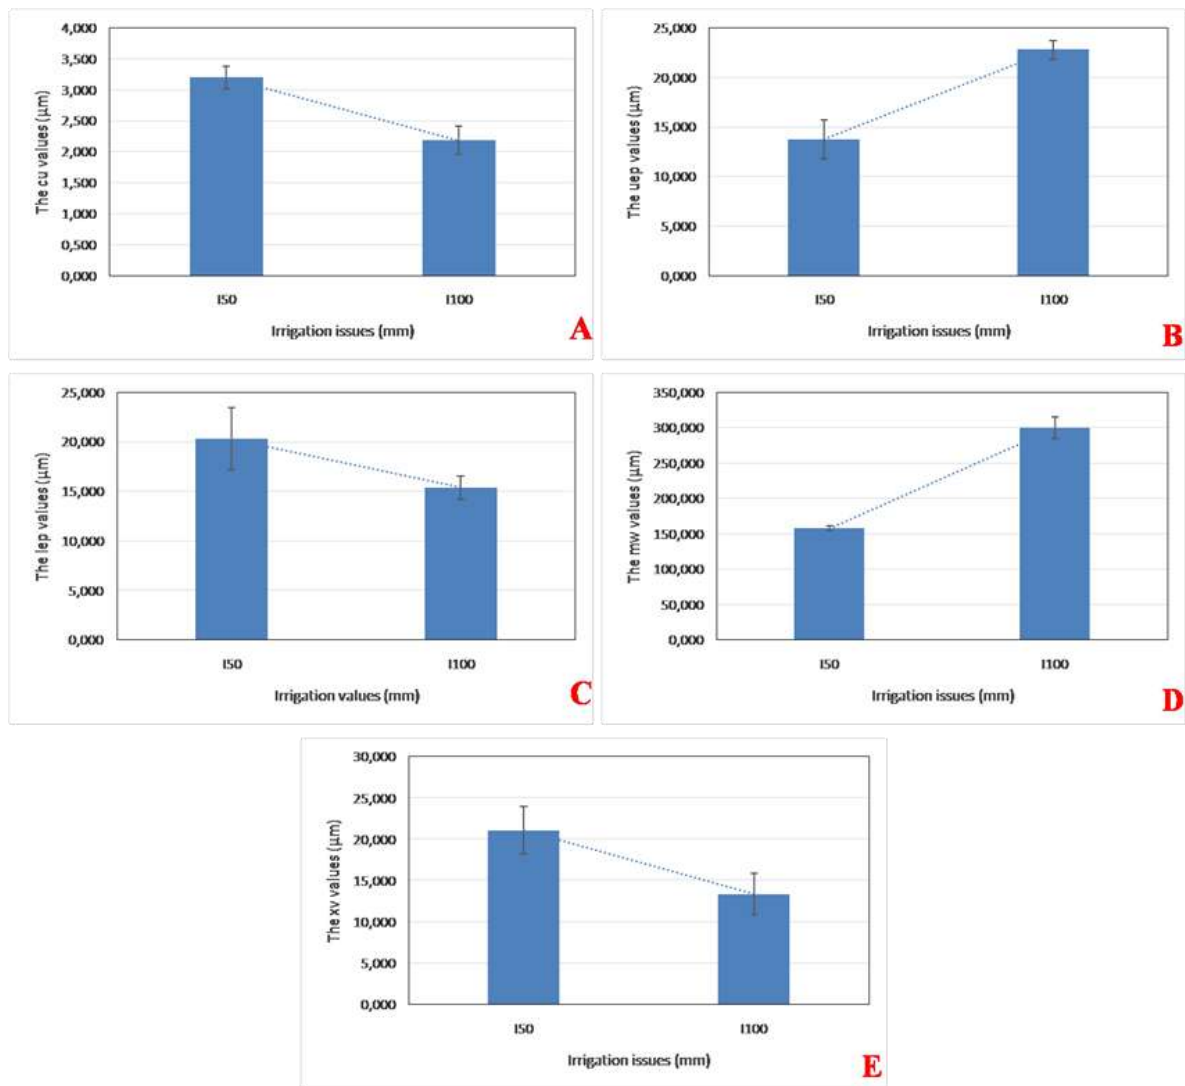 The cu values (µm)
4,000
3,500
3,000
2,500
2,000
1,500
1,000
0,500
0,000
I50
I100
Irrigation issues (mm)
A
The uep values (µm)
25,000
20,000
15,000
10,000
5,000
0,000
I50
I100
Irrigation issues (mm)
B
The lep values (µm)
25,000
20,000
15,000
10,000
5,000
0,000
I50
I100
Irrigation values (mm)
C
The mw values (µm)
350,000
300,000
250,000
200,000
150,000
100,000
50,000
0,000
I50
I100
Irrigation issues (mm)
D
The xv values (µm)
30,000
25,000
20,000
15,000
10,000
5,000
0,000
I50
I100
Irrigation issues (mm)
E